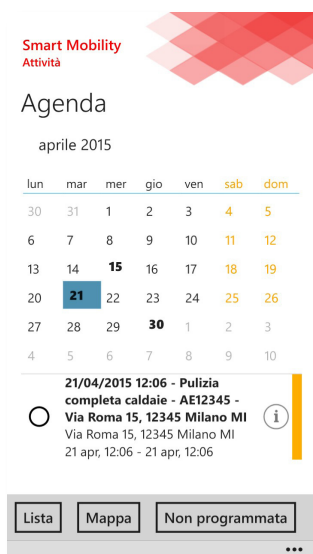 Smart Mobility
Attività
Agenda
aprile 2015
lun mar mer gio ven sab dom
30 31 1 2 3 4 5
6 7 8 9 10 11 12
13 14 15 16 17 18 19
20 21 22 23 24 25 26
27 28 29 30 1 2 3
4 5 6 7 8 9 10
21/04/2015 12:06 - Pulizia
completa caldaie - AE12345 -
Via Roma 15, 12345 Milano MI
Via Roma 15, 12345 Milano MI
21 apr, 12:06 - 21 apr, 12:06
i
Lista Mappa Non programmata
•••